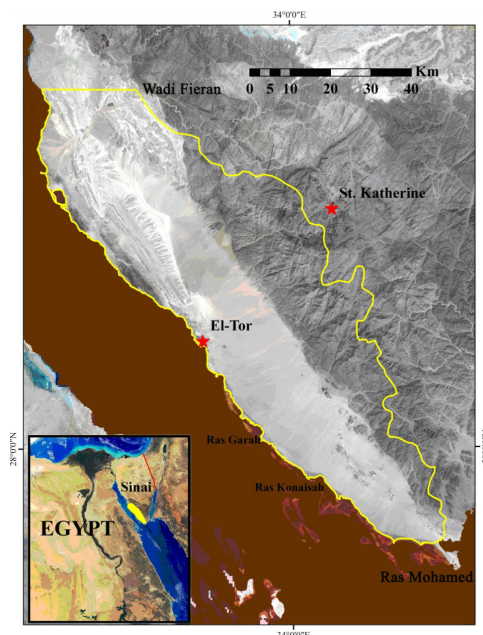 34°0'0"E
Wadi Fieran
Km
0 5 10 20 30 40
St. Katherine
El-Tor
28°0'0"N
Ras Garah
Ras Konaisah
Sinai
EGYPT
Ras Mohamed
34°0'0"E